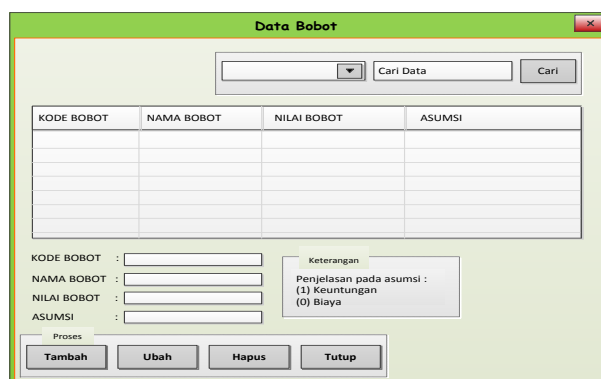 Data Bobot
Cari Data Cari
KODE BOBOT NAMA BOBOT NILAI BOBOT ASUMSI
KODE BOBOT :
NAMA BOBOT :
NILAI BOBOT :
ASUMSI :
Keterangan
Penjelasan pada asumsi :
(1) Keuntungan
(0) Biaya
Proses
Tambah Ubah Hapus Tutup